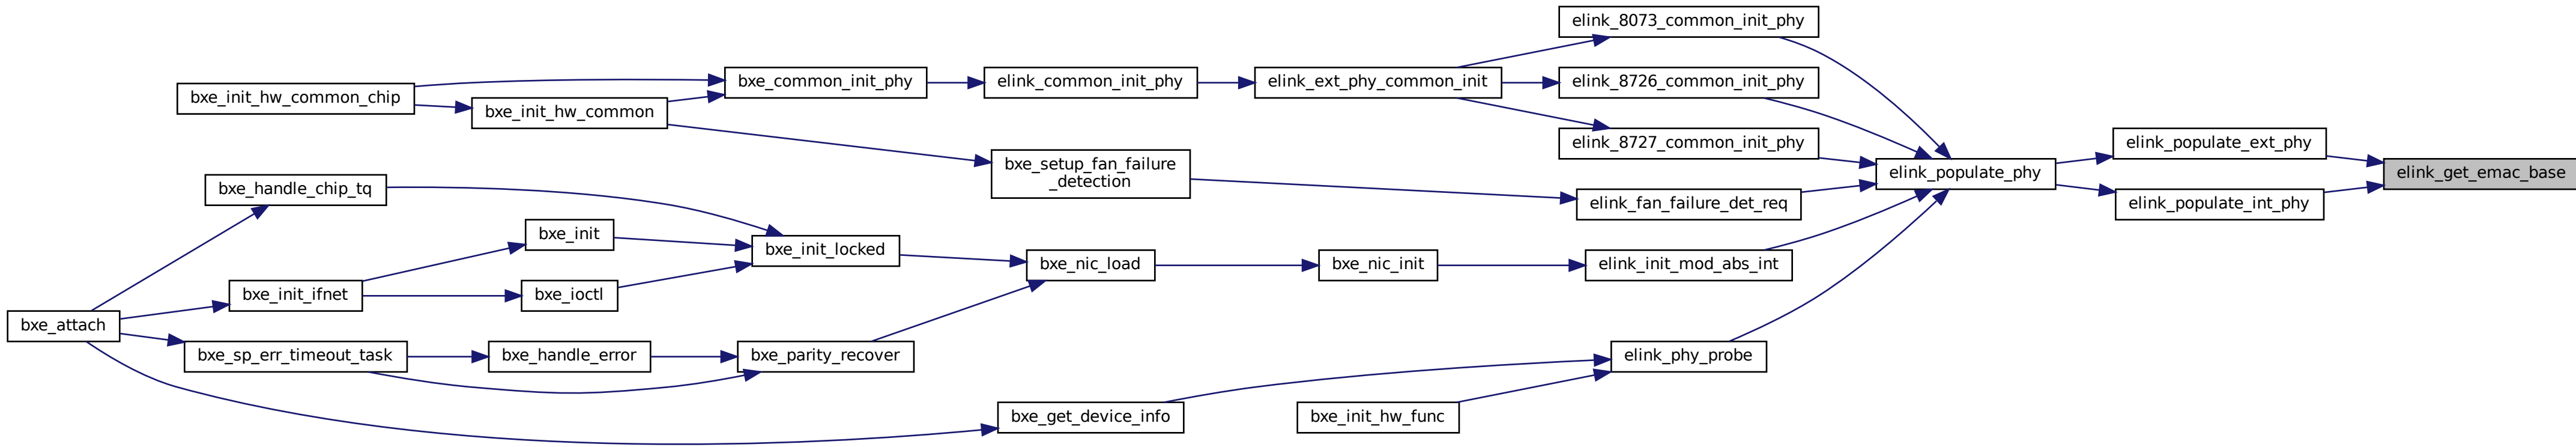 elink_8073_common_init_phy
bxe_init_hw_common_chip
bxe_init_hw_common
bxe_common_init_phy
elink_common_init_phy
elink_ext_phy_common_init
elink_8726_common_init_phy
elink_8727_common_init_phy
bxe_setup_fan_failure
_detection
elink_populate_ext_phy
elink_get_emac_base
elink_populate_phy
elink_populate_int_phy
elink_fan_failure_det_req
bxe_handle_chip_tq
bxe_init
bxe_init_locked
bxe_nic_load
bxe_nic_init
elink_init_mod_abs_int
bxe_init_ifnet
bxe_ioctl
bxe_attach
bxe_sp_err_timeout_task
bxe_handle_error
bxe_parity_recover
elink_phy_probe
bxe_get_device_info
bxe_init_hw_func